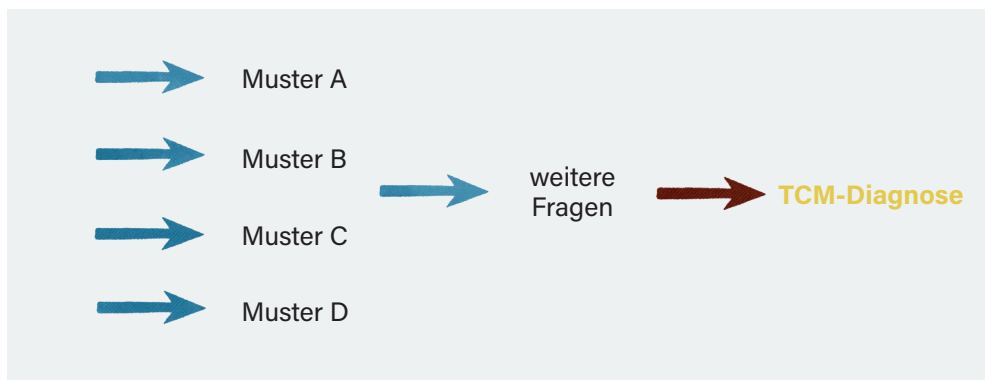 Muster A
Muster B
Muster C
Muster D
weitere
Fragen
TCM-Diagnose